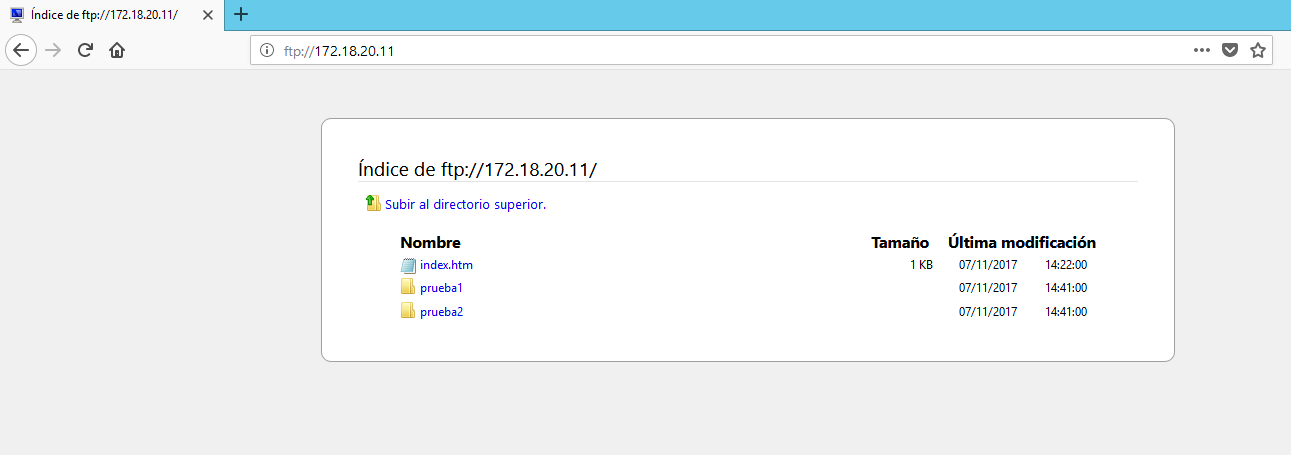 Índice de ftp://172.18.20.11/
ftp://172.18.20.11
Índice de ftp://172.18.20.11/
Subir al directorio superior.
Nombre Tamaño Última modificación
index.htm 1 KB 07/11/2017 14:22:00
prueba1 07/11/2017 14:41:00
prueba2 07/11/2017 14:41:00